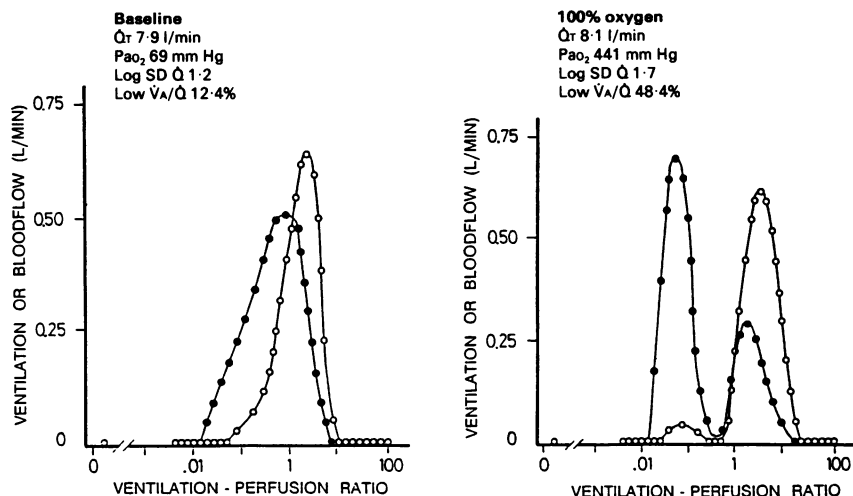 Baseline
Q̇T 7·9 l/min
PaO₂ 69 mm Hg
Log SD Q̇ 1·2
Low V̇A/Q̇ 12·4%
VENTILATION OR BLOODFLOW (L/MIN)
0,75
0,50
0,25
0
0
.01
1
100
VENTILATION - PERFUSION RATIO
100% oxygen
Q̇T 8·1 l/min
PaO₂ 441 mm Hg
Log SD Q̇ 1·7
Low V̇A/Q̇ 48·4%
VENTILATION OR BLOODFLOW (L/MIN)
0,75
0,50
0,25
0
0
.01
1
100
VENTILATION - PERFUSION RATIO